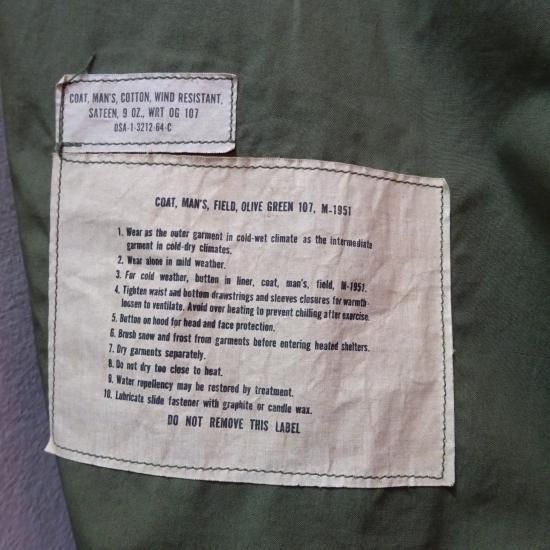 COAT, MAN'S, COTTON, WIND RESISTANT,
SATEEN, 9 OZ., WRT OG 107
DSA-1-3212-64-C
COAT, MAN'S, FIELD, OLIVE GREEN 107, M-1951
1. Wear as the outer garment in cold-wet climate as the intermediate
garment in cold-dry climates.
2. Wear alone in mild weather.
3. For cold weather, button in liner, coat, man's, field, M-1951.
4. Tighten waist and bottom drawstrings and sleeves closures for warmth-
loosen to ventilate. Avoid over heating to prevent chilling after exercise.
5. Button on hood for head and face protection.
6. Brush snow and frost from garments before entering heated shelters.
7. Dry garments separately.
8. Do not dry too close to heat.
9. Water repellency may be restored by treatment.
10. Lubricate slide fastener with graphite or candle wax.
DO NOT REMOVE THIS LABEL